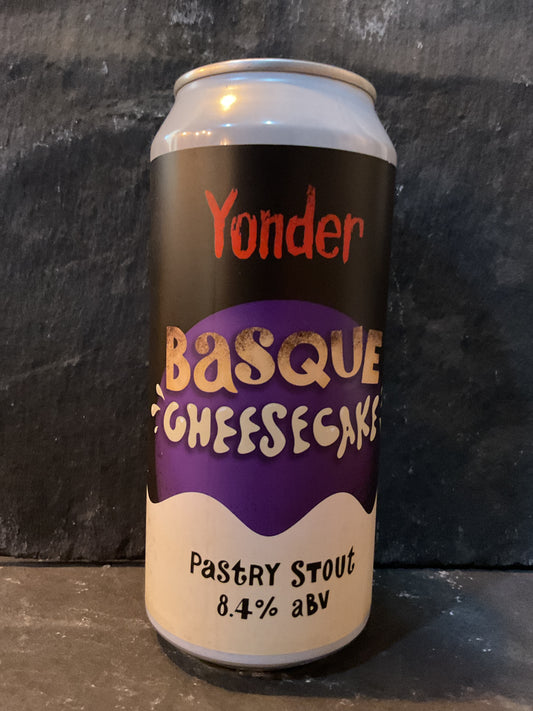 Yonder
BaSQUE
CHEESECAKE
PaStRY StOut
8.4% aBV